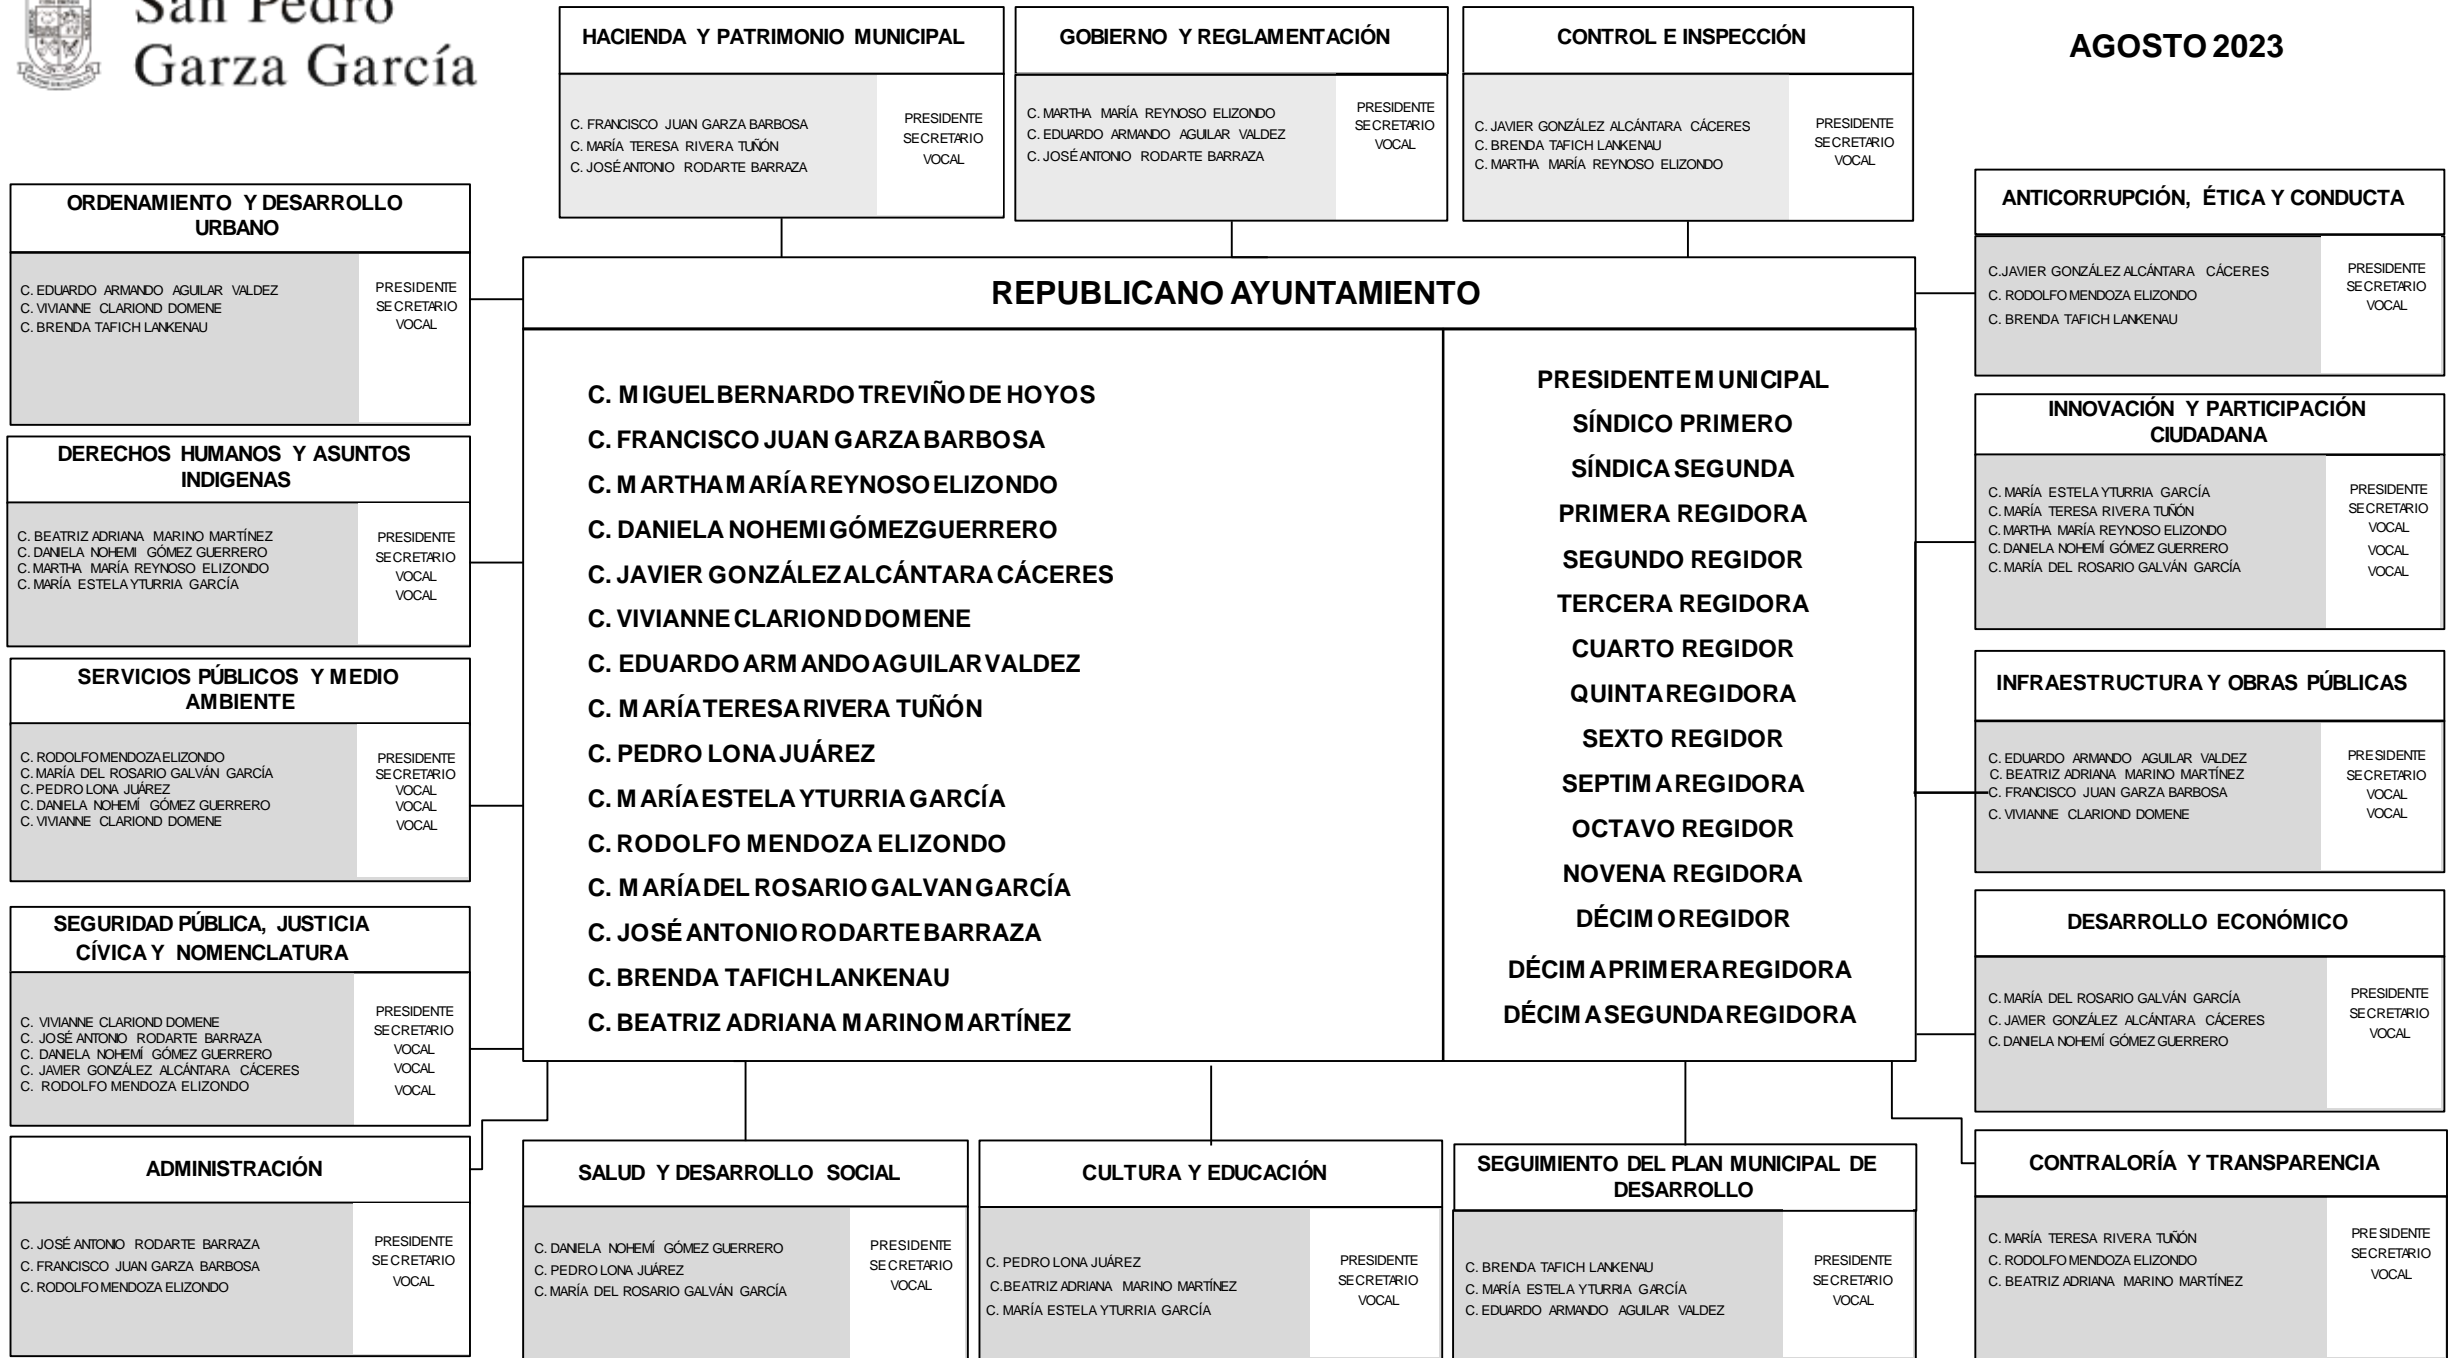 San Pedro
Garza García
AGOSTO 2023
HACIENDA Y PATRIMONIO MUNICIPAL
C. FRANCISCO JUAN GARZA BARBOSA
C. MARÍA TERESA RIVERA TUÑÓN
C. JOSÉ ANTONIO RODARTE BARRAZA
PRESIDENTE
SECRETARIO
VOCAL
GOBIERNO Y REGLAMENTACIÓN
C. MARTHA MARÍA REYNOSO ELIZONDO
C. EDUARDO ARMANDO AGUILAR VALDEZ
C. JOSÉ ANTONIO RODARTE BARRAZA
PRESIDENTE
SECRETARIO
VOCAL
CONTROL E INSPECCIÓN
C. JAVIER GONZÁLEZ ALCÁNTARA CÁCERES
C. BRENDA TAFICH LANKENAU
C. MARTHA MARÍA REYNOSO ELIZONDO
PRESIDENTE
SECRETARIO
VOCAL
ORDENAMIENTO Y DESARROLLO
URBANO
C. EDUARDO ARMANDO AGUILAR VALDEZ
C. VIVIANNE CLARIOND DOMENE
C. BRENDA TAFICH LANKENAU
PRESIDENTE
SECRETARIO
VOCAL
DERECHOS HUMANOS Y ASUNTOS
INDIGENAS
C. BEATRIZ ADRIANA MARINO MARTÍNEZ
C. DANIELA NOHEMI GÓMEZ GUERRERO
C. MARTHA MARÍA REYNOSO ELIZONDO
C. MARÍA ESTELA YTURRIA GARCÍA
PRESIDENTE
SECRETARIO
VOCAL
VOCAL
SERVICIOS PÚBLICOS Y MEDIO
AMBIENTE
C. RODOLFO MENDOZA ELIZONDO
C. MARÍA DEL ROSARIO GALVÁN GARCÍA
C. PEDRO LONA JUÁREZ
C. DANIELA NOHEMÍ GÓMEZ GUERRERO
C. VIVIANNE CLARIOND DOMENE
PRESIDENTE
SECRETARIO
VOCAL
VOCAL
VOCAL
SEGURIDAD PÚBLICA, JUSTICIA
CÍVICA Y NOMENCLATURA
C. VIVIANNE CLARIOND DOMENE
C. JOSÉ ANTONIO RODARTE BARRAZA
C. DANIELA NOHEMÍ GÓMEZ GUERRERO
C. JAVIER GONZÁLEZ ALCÁNTARA CÁCERES
C. RODOLFO MENDOZA ELIZONDO
PRESIDENTE
SECRETARIO
VOCAL
VOCAL
VOCAL
ADMINISTRACIÓN
C. JOSÉ ANTONIO RODARTE BARRAZA
C. FRANCISCO JUAN GARZA BARBOSA
C. RODOLFO MENDOZA ELIZONDO
PRESIDENTE
SECRETARIO
VOCAL
REPUBLICANO AYUNTAMIENTO
C. MIGUEL BERNARDO TREVIÑO DE HOYOS
C. FRANCISCO JUAN GARZA BARBOSA
C. MARTHA MARÍA REYNOSO ELIZONDO
C. DANIELA NOHEMI GÓMEZ GUERRERO
C. JAVIER GONZÁLEZ ALCÁNTARA CÁCERES
C. VIVIANNE CLARIOND DOMENE
C. EDUARDO ARMANDO AGUILAR VALDEZ
C. MARÍA TERESA RIVERA TUÑÓN
C. PEDRO LONA JUÁREZ
C. MARÍA ESTELA YTURRIA GARCÍA
C. RODOLFO MENDOZA ELIZONDO
C. MARÍA DEL ROSARIO GALVAN GARCÍA
C. JOSÉ ANTONIO RODARTE BARRAZA
C. BRENDA TAFICH LANKENAU
C. BEATRIZ ADRIANA MARINO MARTÍNEZ
PRESIDENTE MUNICIPAL
SÍNDICO PRIMERO
SÍNDICA SEGUNDA
PRIMERA REGIDORA
SEGUNDO REGIDOR
TERCERA REGIDORA
CUARTO REGIDOR
QUINTA REGIDORA
SEXTO REGIDOR
SEPTIMA REGIDORA
OCTAVO REGIDOR
NOVENA REGIDORA
DÉCIMO REGIDOR
DÉCIMA PRIMERA REGIDORA
DÉCIMA SEGUNDA REGIDORA
ANTICORRUPCIÓN, ÉTICA Y CONDUCTA
C.JAVIER GONZÁLEZ ALCÁNTARA CÁCERES
C. RODOLFO MENDOZA ELIZONDO
C. BRENDA TAFICH LANKENAU
PRESIDENTE
SECRETARIO
VOCAL
INNOVACIÓN Y PARTICIPACIÓN
CIUDADANA
C. MARÍA ESTELA YTURRIA GARCÍA
C. MARÍA TERESA RIVERA TUÑÓN
C. MARTHA MARÍA REYNOSO ELIZONDO
C. DANIELA NOHEMÍ GÓMEZ GUERRERO
C. MARÍA DEL ROSARIO GALVÁN GARCÍA
PRESIDENTE
SECRETARIO
VOCAL
VOCAL
VOCAL
INFRAESTRUCTURA Y OBRAS PÚBLICAS
C. EDUARDO ARMANDO AGUILAR VALDEZ
C. BEATRIZ ADRIANA MARINO MARTÍNEZ
C. FRANCISCO JUAN GARZA BARBOSA
C. VIVIANNE CLARIOND DOMENE
PRESIDENTE
SECRETARIO
VOCAL
VOCAL
DESARROLLO ECONÓMICO
C. MARÍA DEL ROSARIO GALVÁN GARCÍA
C. JAVIER GONZÁLEZ ALCÁNTARA CÁCERES
C. DANIELA NOHEMÍ GÓMEZ GUERRERO
PRESIDENTE
SECRETARIO
VOCAL
SALUD Y DESARROLLO SOCIAL
C. DANIELA NOHEMÍ GÓMEZ GUERRERO
C. PEDRO LONA JUÁREZ
C. MARÍA DEL ROSARIO GALVÁN GARCÍA
PRESIDENTE
SECRETARIO
VOCAL
CULTURA Y EDUCACIÓN
C. PEDRO LONA JUÁREZ
C.BEATRIZ ADRIANA MARINO MARTÍNEZ
C. MARÍA ESTELA YTURRIA GARCÍA
PRESIDENTE
SECRETARIO
VOCAL
SEGUIMIENTO DEL PLAN MUNICIPAL DE
DESARROLLO
C. BRENDA TAFICH LANKENAU
C. MARÍA ESTELA YTURRIA GARCÍA
C. EDUARDO ARMANDO AGUILAR VALDEZ
PRESIDENTE
SECRETARIO
VOCAL
CONTRALORÍA Y TRANSPARENCIA
C. MARÍA TERESA RIVERA TUÑÓN
C. RODOLFO MENDOZA ELIZONDO
C. BEATRIZ ADRIANA MARINO MARTÍNEZ
PRESIDENTE
SECRETARIO
VOCAL